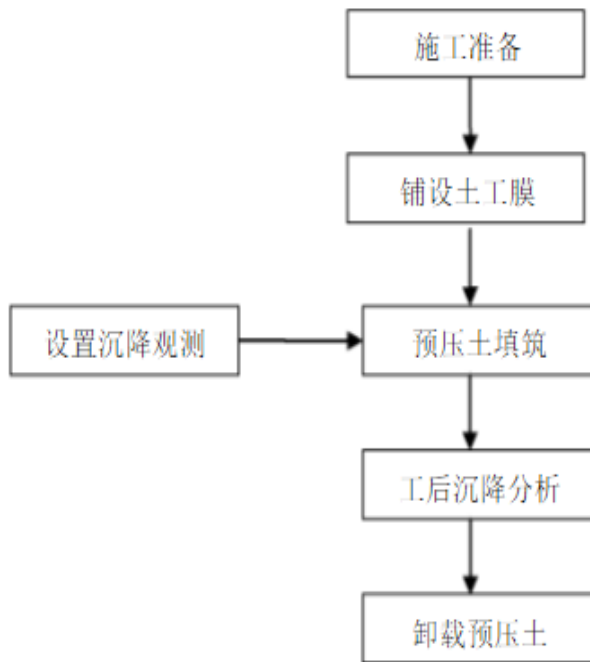 施工准备
铺设土工膜
设置沉降观测
预压土填筑
工后沉降分析
卸载预压土